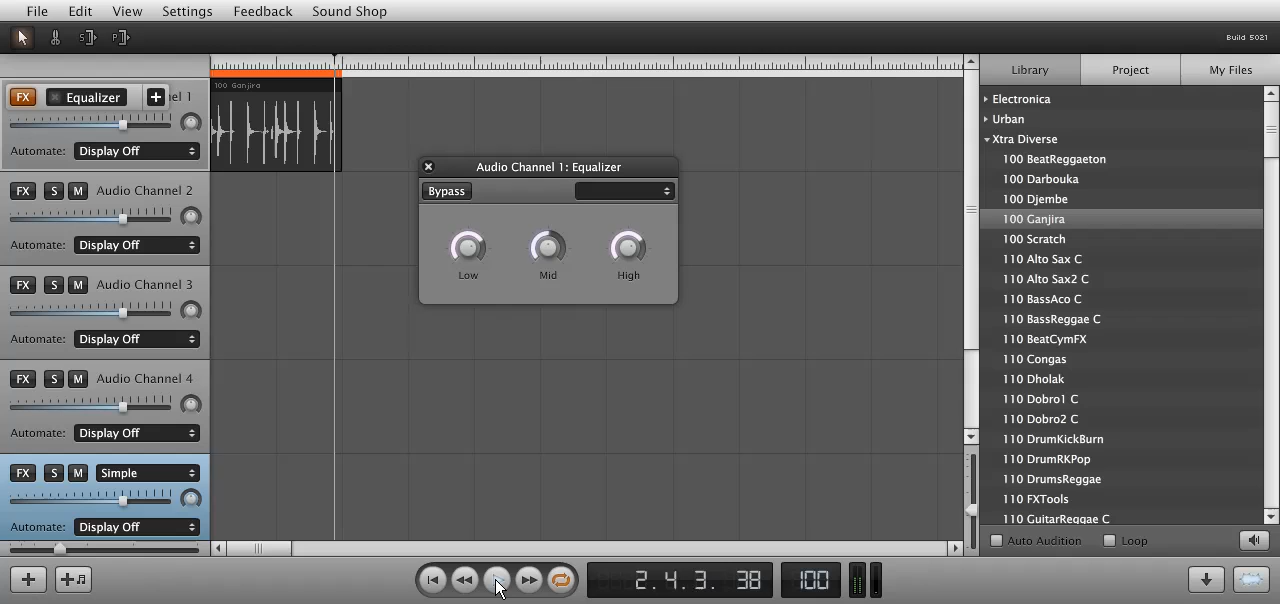 File Edit View Settings Feedback Sound Shop
S P
Build 5021
Library Project My Files
FX Equalizer + el 1
Automate: Display Off
FX S M Audio Channel 2
Automate: Display Off
FX S M Audio Channel 3
Automate: Display Off
FX S M Audio Channel 4
Automate: Display Off
FX S M Simple
Automate: Display Off
100 Ganjira
Audio Channel 1: Equalizer
Bypass
Low Mid High
Electronica
Urban
Xtra Diverse
100 BeatReggaeton
100 Darbouka
100 Djembe
100 Ganjira
100 Scratch
110 Alto Sax C
110 Alto Sax2 C
110 BassAco C
110 BassReggae C
110 BeatCymFX
110 Congas
110 Dholak
110 Dobro1 C
110 Dobro2 C
110 DrumKickBurn
110 DrumRKPop
110 DrumsReggae
110 FXTools
110 GuitarReggae C
Auto Audition Loop
2. 4. 3. 38 100